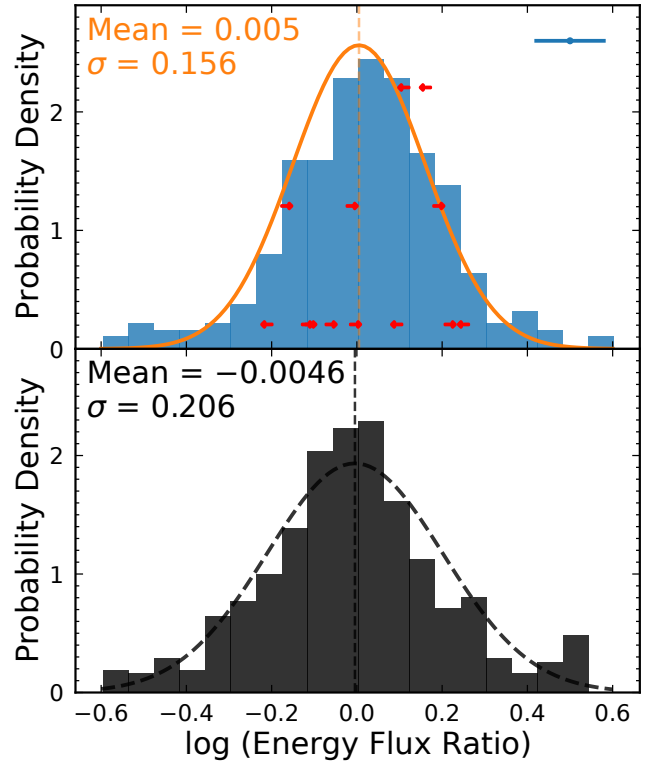 Mean = 0.005
σ = 0.156
Probability Density
2
1
0
Mean = −0.0046
σ = 0.206
Probability Density
2
1
0
−0.6 −0.4 −0.2 0.0 0.2 0.4 0.6
log (Energy Flux Ratio)